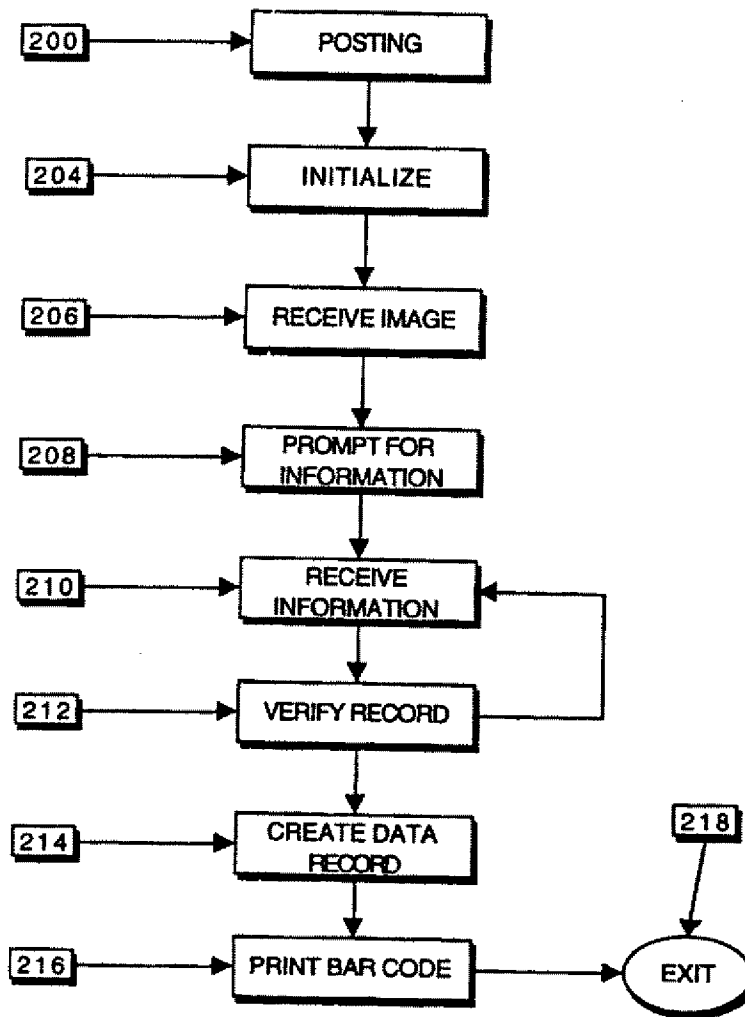 200
POSTING
204
INITIALIZE
206
RECEIVE IMAGE
208
PROMPT FOR
INFORMATION
210
RECEIVE
INFORMATION
212
VERIFY RECORD
214
CREATE DATA
RECORD
218
216
PRINT BAR CODE
EXIT